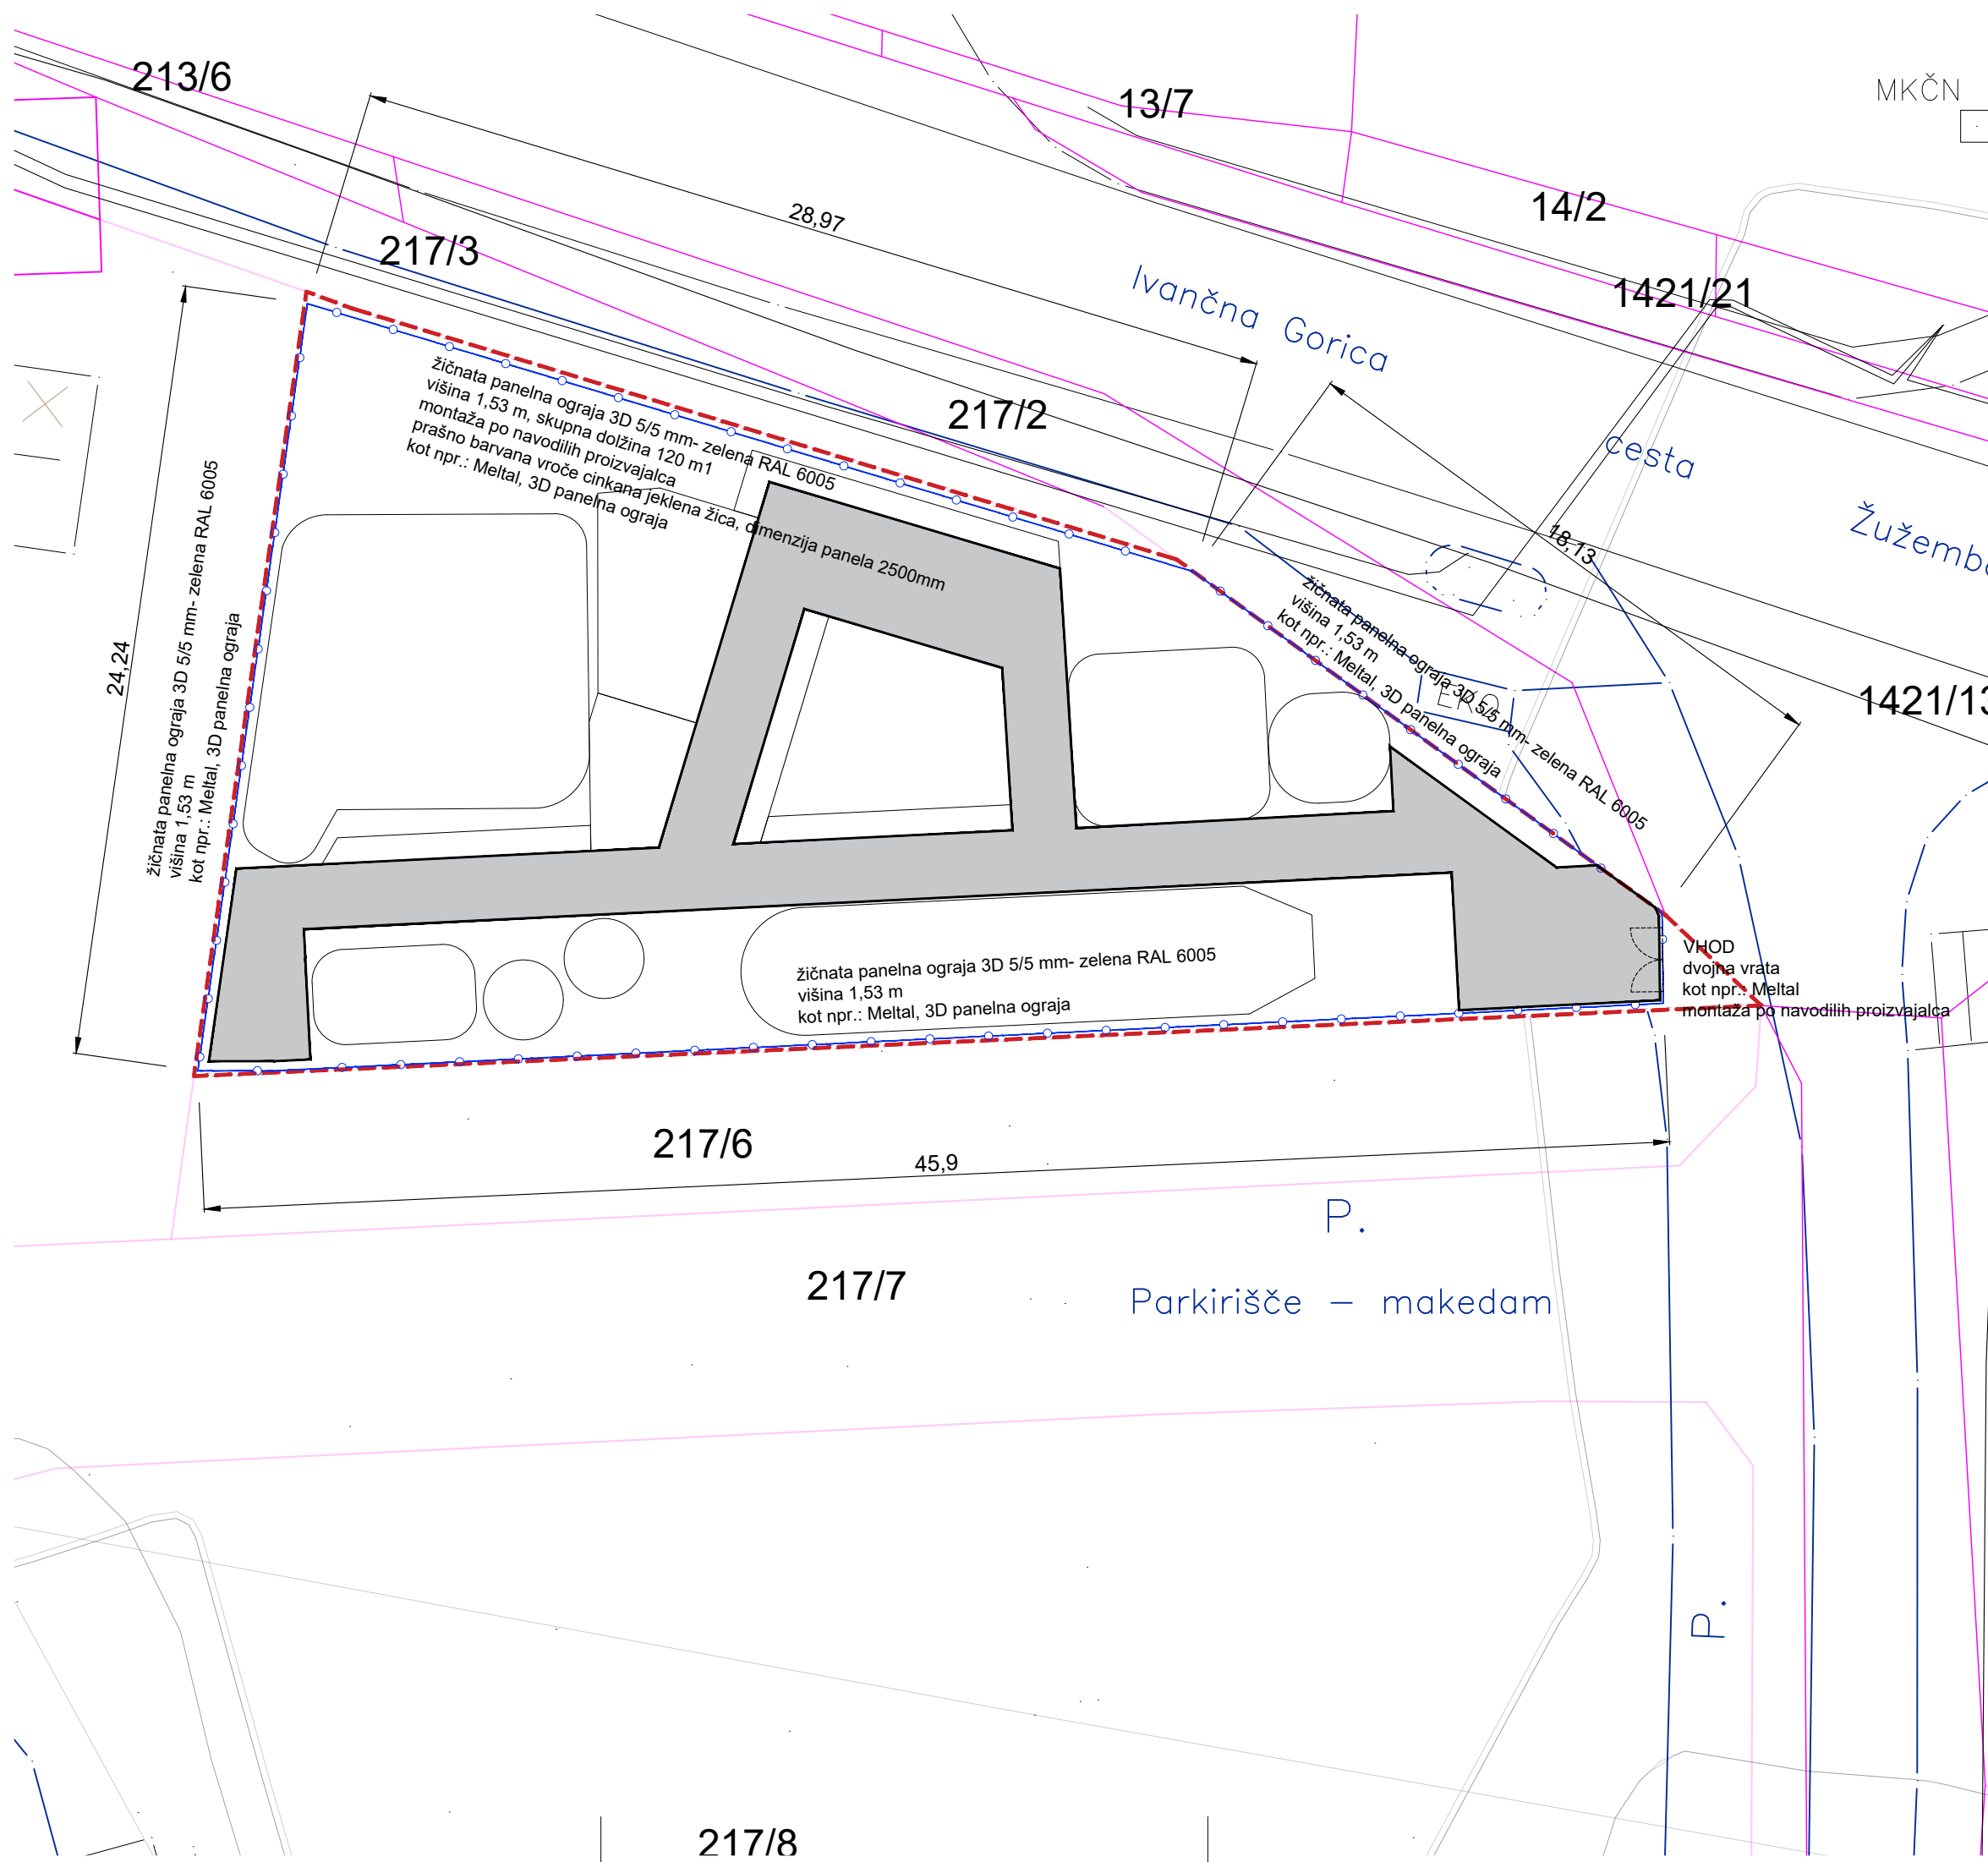 213/6
13/7
MKČN
14/2
28,97
217/3
Ivančna Gorica
1421/21
217/2
cesta
žičnata panelna ograja 3D 5/5 mm- zelena RAL 6005
višina 1,53 m, skupna dolžina 120 m1
montaža po navodilih proizvajalca
prašno barvana vroče cinkana jeklena žica, dimenzija panela 2500mm
kot npr.: Meltal, 3D panelna ograja
18,13
24,24
žičnata panelna ograja 3D 5/5 mm- zelena RAL 6005
višina 1,53 m
kot npr.: Meltal, 3D panelna ograja
žičnata panelna ograja 3D 5/5 mm- zelena RAL 6005
višina 1,53 m
kot npr.: Meltal, 3D panelna ograja
EKO
1421/13
žičnata panelna ograja 3D 5/5 mm- zelena RAL 6005
višina 1,53 m
kot npr.: Meltal, 3D panelna ograja
VHOD
dvojna vrata
kot npr.: Meltal
montaža po navodilih proizvajalca
217/6
45,9
P.
217/7
Parkirišče – makedam
P.
217/8